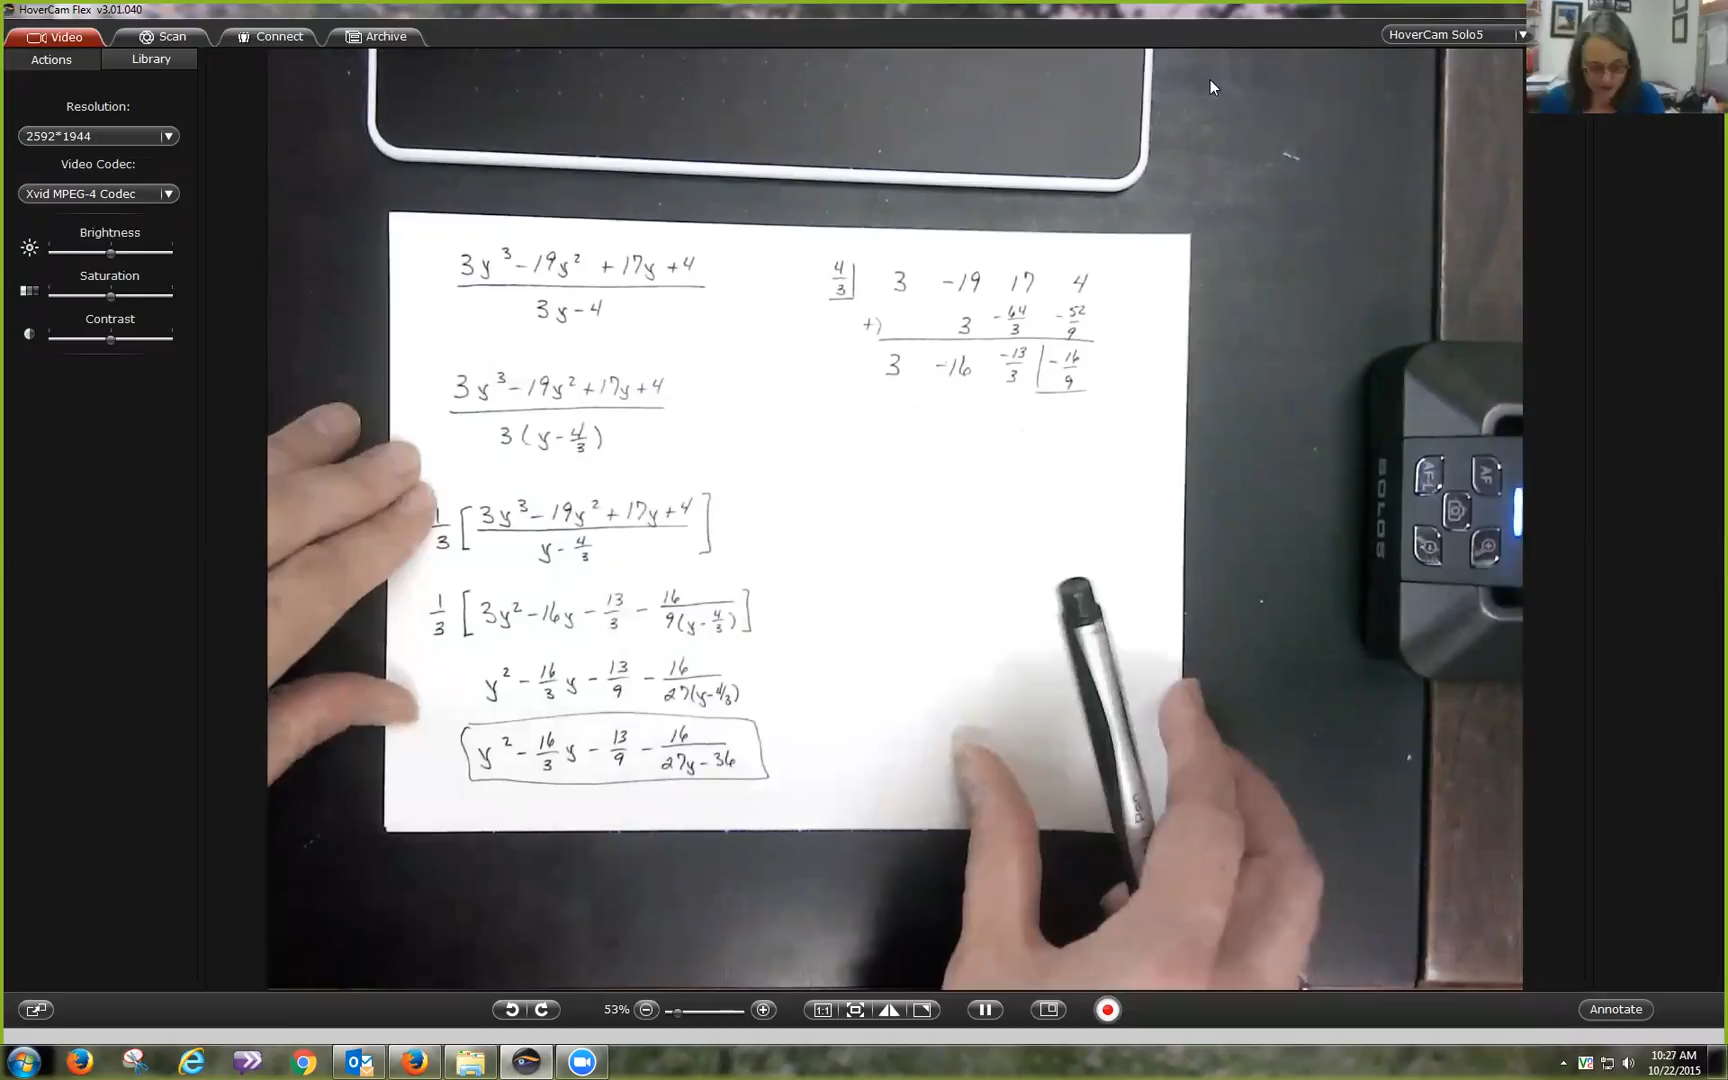 HoverCam Flex v3.01.040
Video Scan Connect Archive
HoverCam Solo5
Actions Library
Resolution:
2592*1944
Video Codec:
Xvid MPEG-4 Codec
Brightness
Saturation
Contrast
3y³ - 19y² + 17y + 4
3y - 4
3y³ - 19y² + 17y + 4
3(y - 4/3)
1/3 [ 3y³ - 19y² + 17y + 4
y - 4/3 ]
1/3 [ 3y² - 16y - 13/3 - 16/9(y - 4/3) ]
y² - 16/3 y - 13/9 - 16/27(y - 4/3)
y² - 16/3 y - 13/9 - 16/27y - 36
4/3 3 -19 17 4
+) 3 -64/3 -52/9
3 -16 -13/3 -16/9
SOLO5
AFL AF
53%
1:1
Annotate
10:27 AM
10/22/2015